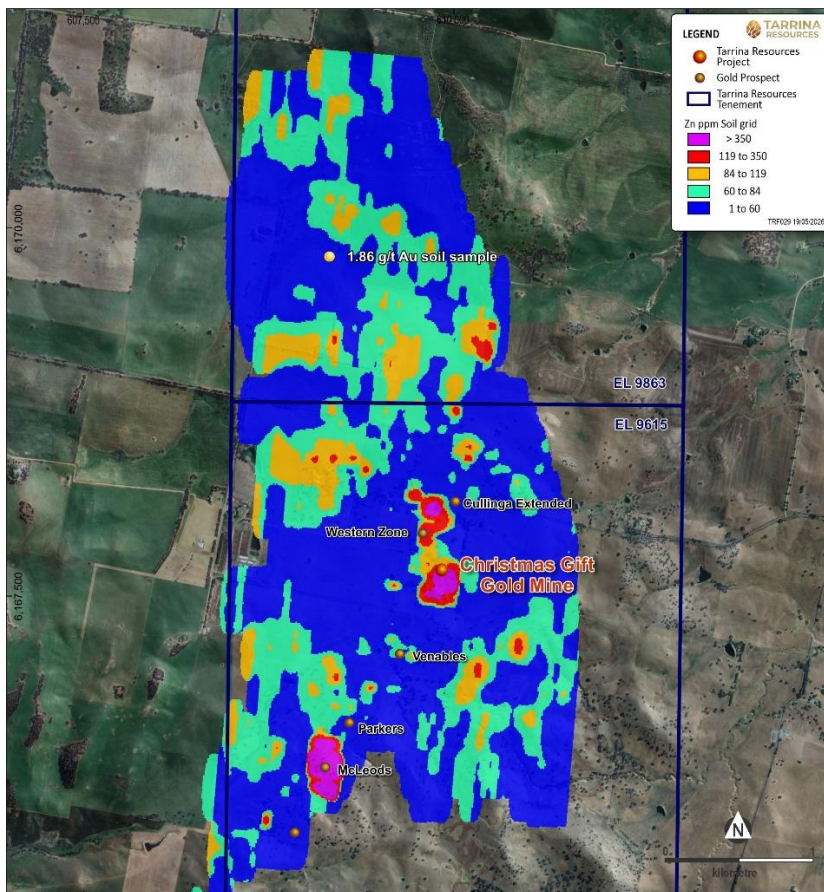 607,500
LEGEND
TARRINA
RESOURCES
Tarrina Resources
Project
Gold Prospect
Tarrina Resources
Tenement
Zn ppm Soil grid
> 350
119 to 350
84 to 119
60 to 84
1 to 60
TRF029 19/05/2026
6,170,000
1.86 g/t Au soil sample
EL 9863
EL 9615
Cullinga Extended
Western Zone
Christmas Gift
Gold Mine
6,167,500
Venables
Parkers
McLeods
N
0 1
kilometre